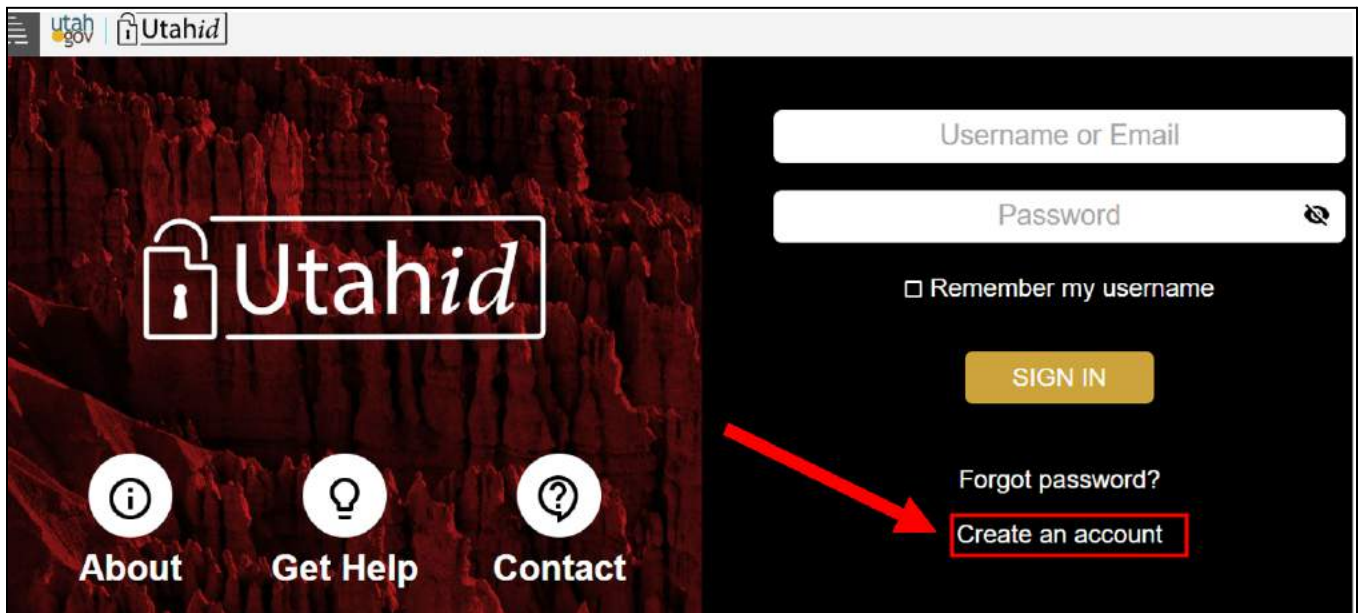 utah gov Utahid
Username or Email
Password
Remember my username
Utahid
SIGN IN
Forgot password?
Create an account
About Get Help Contact